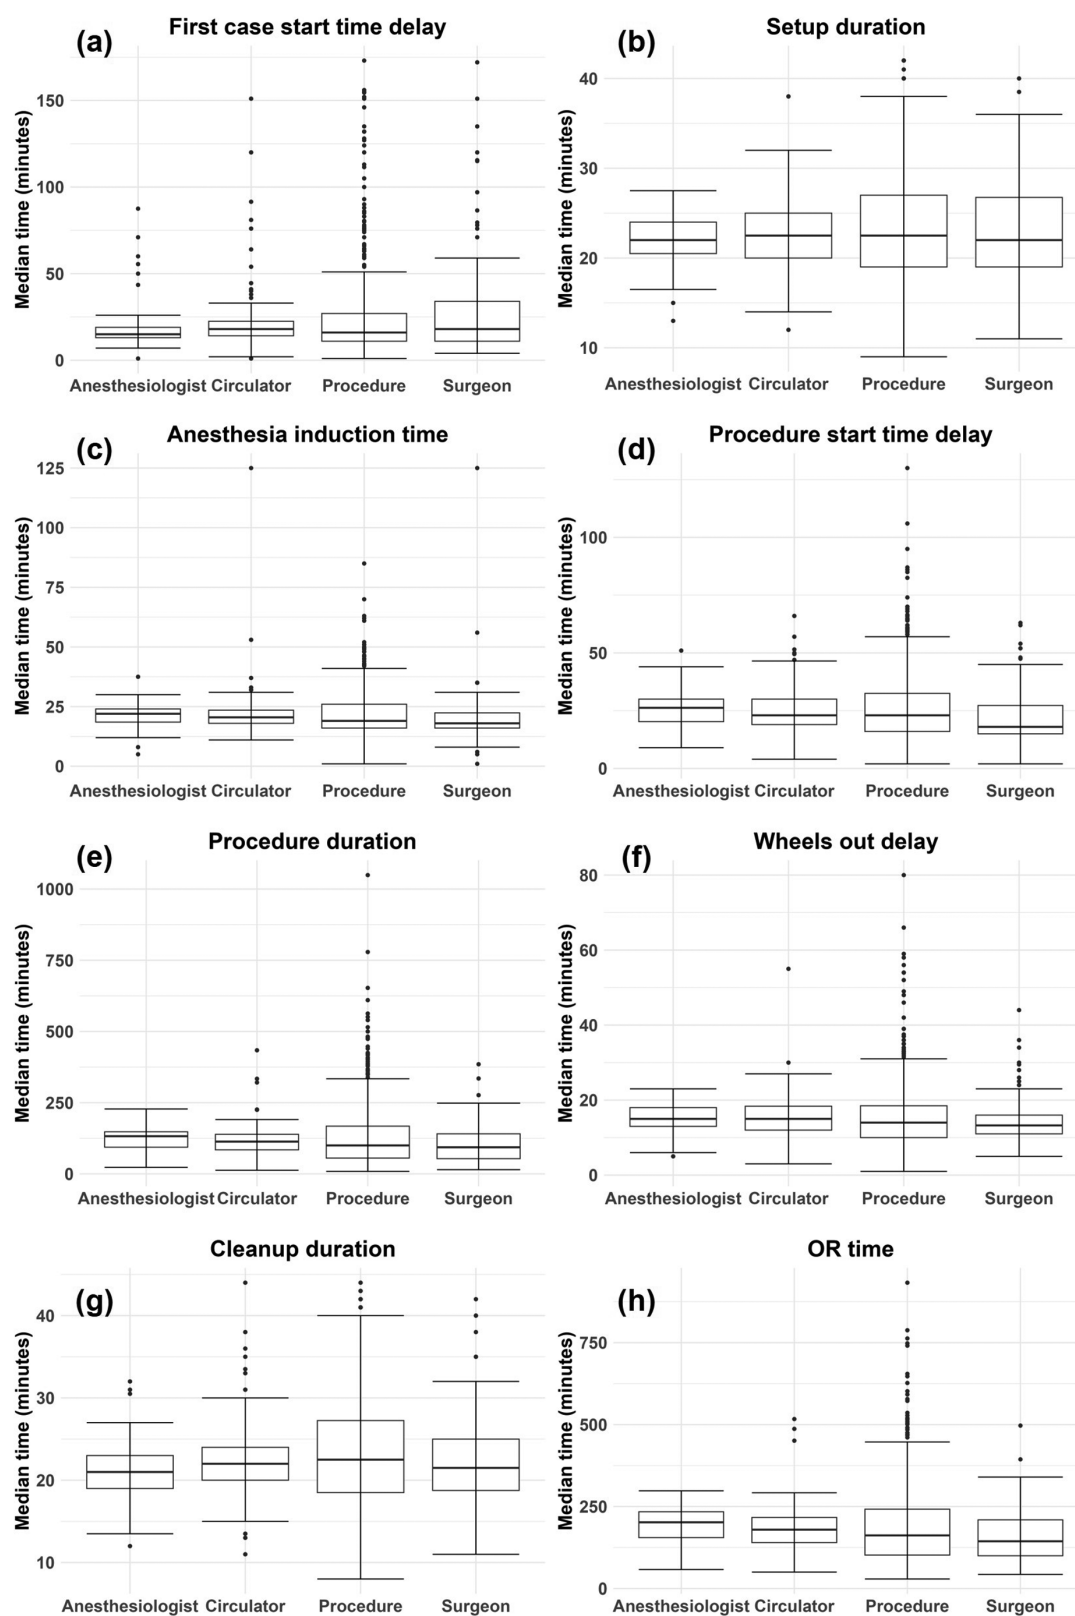 (a) First case start time delay
Median time (minutes)
150
100
50
0
Anesthesiologist Circulator Procedure Surgeon
(b) Setup duration
Median time (minutes)
40
30
20
10
Anesthesiologist Circulator Procedure Surgeon
(c) Anesthesia induction time
Median time (minutes)
125
100
75
50
25
0
Anesthesiologist Circulator Procedure Surgeon
(d) Procedure start time delay
Median time (minutes)
100
50
0
Anesthesiologist Circulator Procedure Surgeon
(e) Procedure duration
Median time (minutes)
1000
750
500
250
0
Anesthesiologist Circulator Procedure Surgeon
(f) Wheels out delay
Median time (minutes)
80
60
40
20
0
Anesthesiologist Circulator Procedure Surgeon
(g) Cleanup duration
Median time (minutes)
40
30
20
10
Anesthesiologist Circulator Procedure Surgeon
(h) OR time
Median time (minutes)
750
500
250
0
Anesthesiologist Circulator Procedure Surgeon